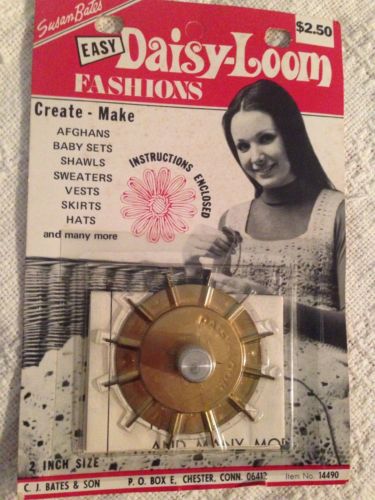 Susan Bates
$2.50
EASY Daisy-Loom
FASHIONS
Create - Make
AFGHANS
BABY SETS
SHAWLS
SWEATERS
VESTS
SKIRTS
HATS
and many more
INSTRUCTIONS ENCLOSED
AND MANY MOR
2 INCH SIZE
C. J. BATES & SON
P. O. BOX E, CHESTER, CONN. 06412
Item No. 14490